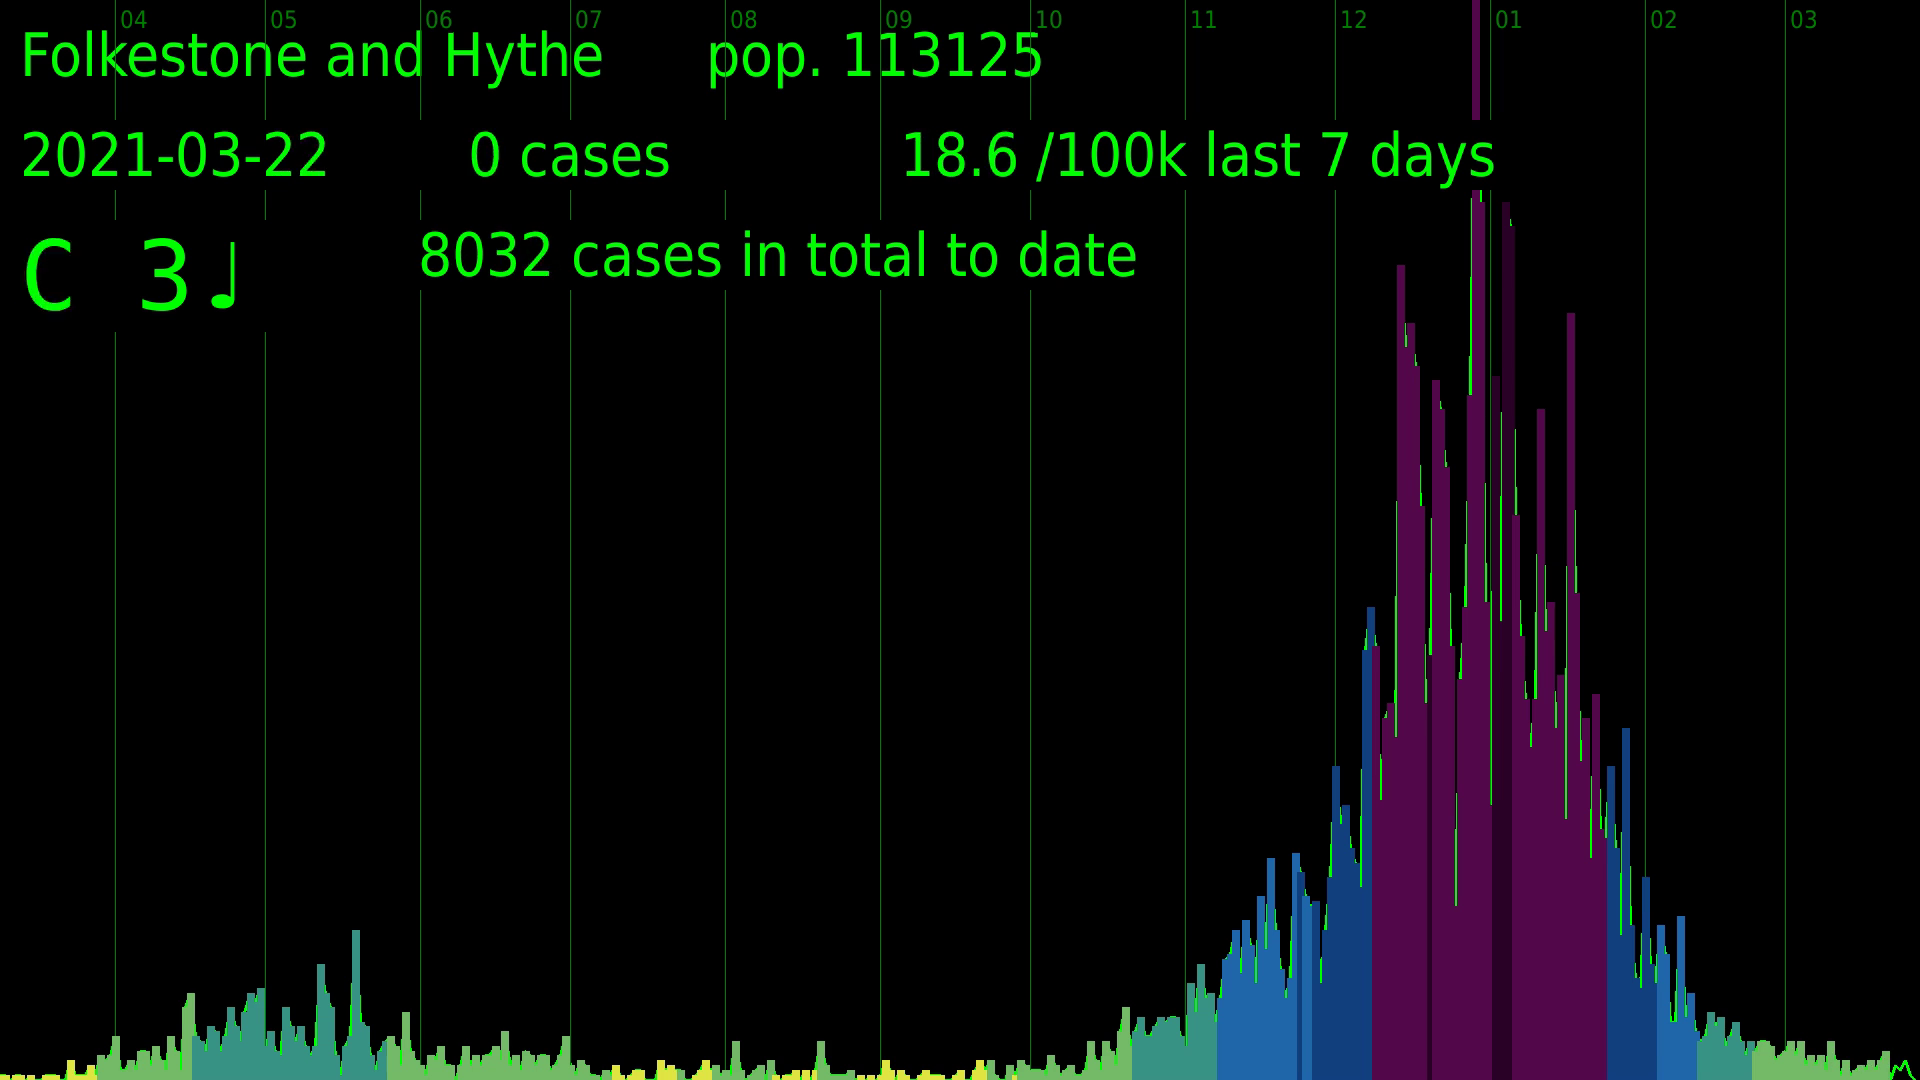 04 05 06 07 08 09 10 11 12 01 02 03
Folkestone and Hythe pop. 113125
2021-03-22 0 cases 18.6 /100k last 7 days
C 3♩ 8032 cases in total to date